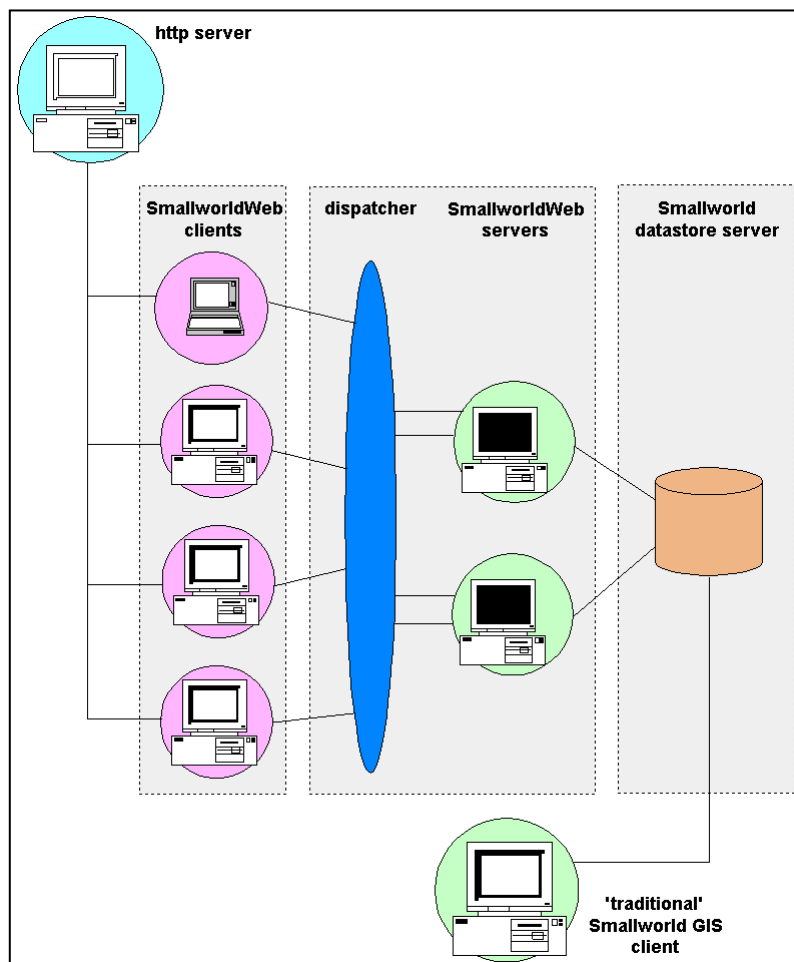 http server
SmallworldWeb
clients
dispatcher
SmallworldWeb
servers
Smallworld
datastore server
'traditional'
Smallworld GIS
client